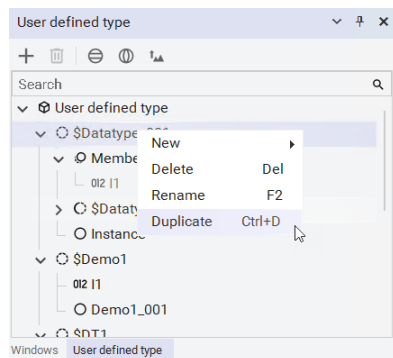 User defined type
Search
User defined type
$Datatype_001
New
Membe
Delete Del
012 I1
Rename F2
$Dataty
Duplicate Ctrl+D
Instance
$Demo1
012 I1
Demo1_001
$DT1
Windows User defined type